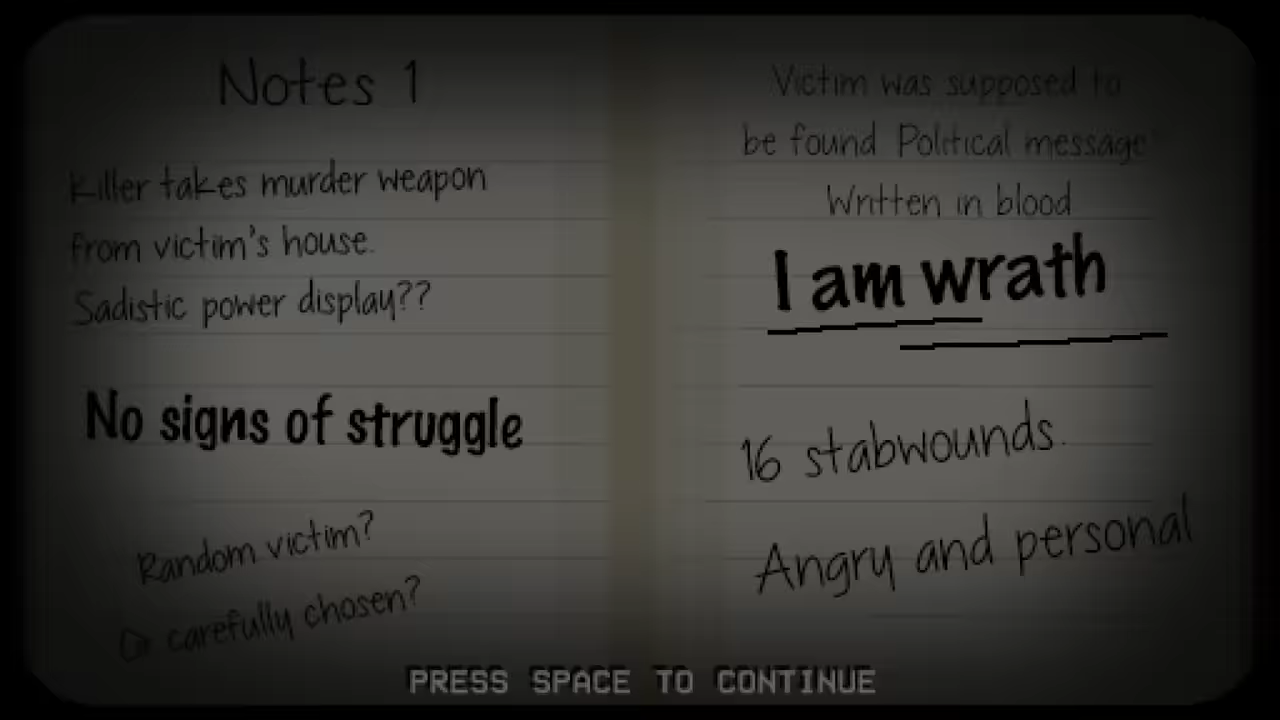 Notes 1
Killer takes murder weapon
from victim's house.
Sadistic power display??
No signs of struggle
Random victim?
Or carefully chosen?
Victim was supposed to
be found Political message
Written in blood
I am wrath
16 stabwounds.
Angry and personal
PRESS SPACE TO CONTINUE